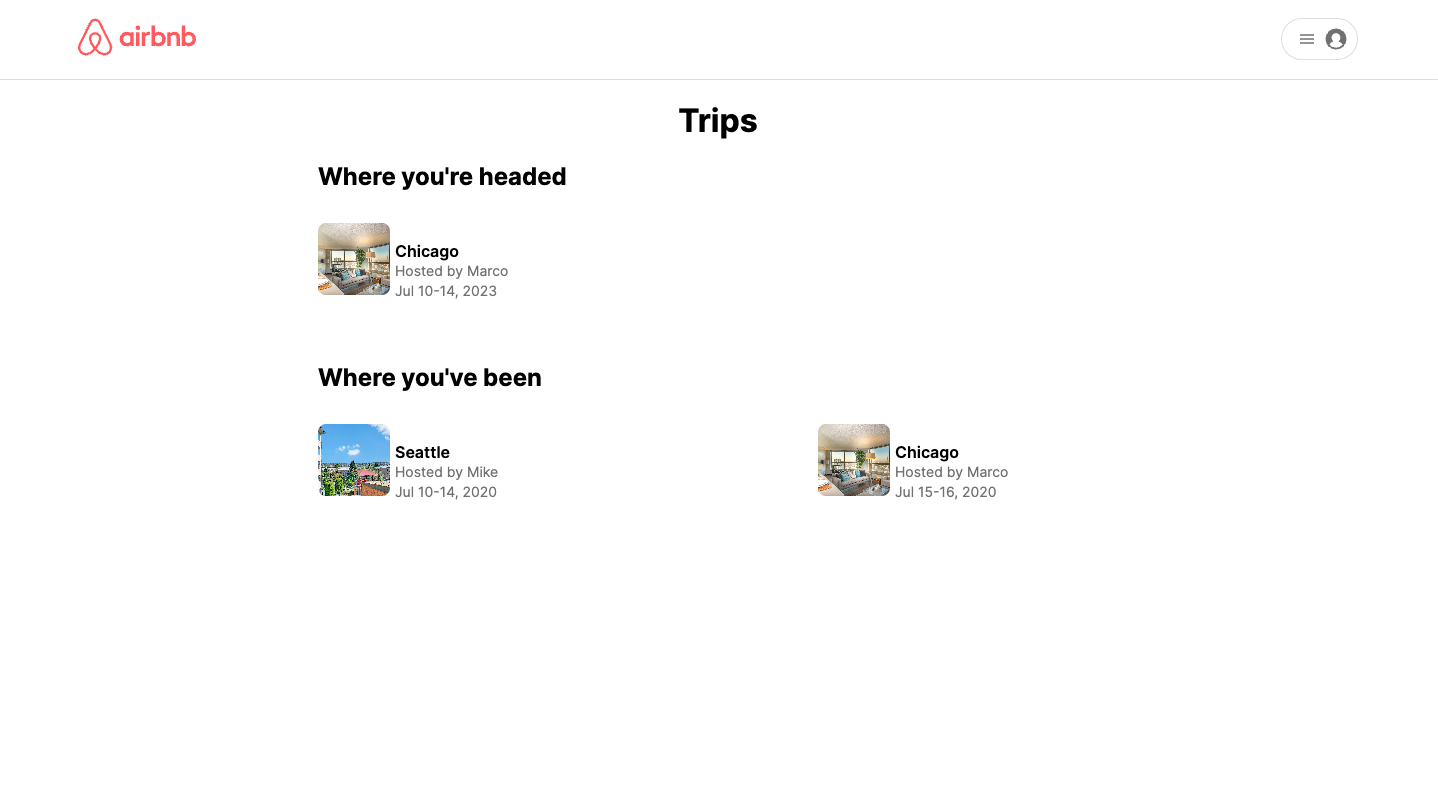 airbnb
Trips
Where you're headed
Chicago
Hosted by Marco
Jul 10-14, 2023
Where you've been
Seattle
Hosted by Mike
Jul 10-14, 2020
Chicago
Hosted by Marco
Jul 15-16, 2020